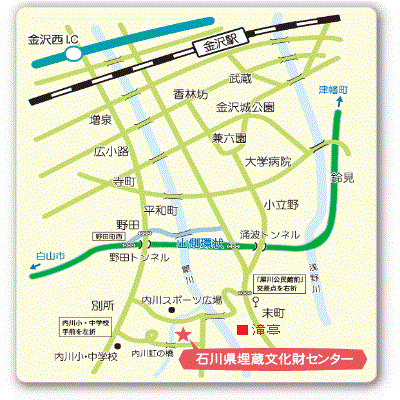 金沢西I.C
金沢駅
武蔵
津幡町
香林坊
金沢城公園
増泉
兼六園
広小路
大学病院
寺町
鈴見
平和町
小立野
野田
野田町西
山側環状
涌波トンネル
白山市
野田トンネル
犀川
浅野川
「犀川公民館前」
交差点を右折
別所
内川スポーツ広場
末町
内川小・中学校
手前を左折
滝亭
内川小・中学校
内川虹の橋
石川県埋蔵文化財センター